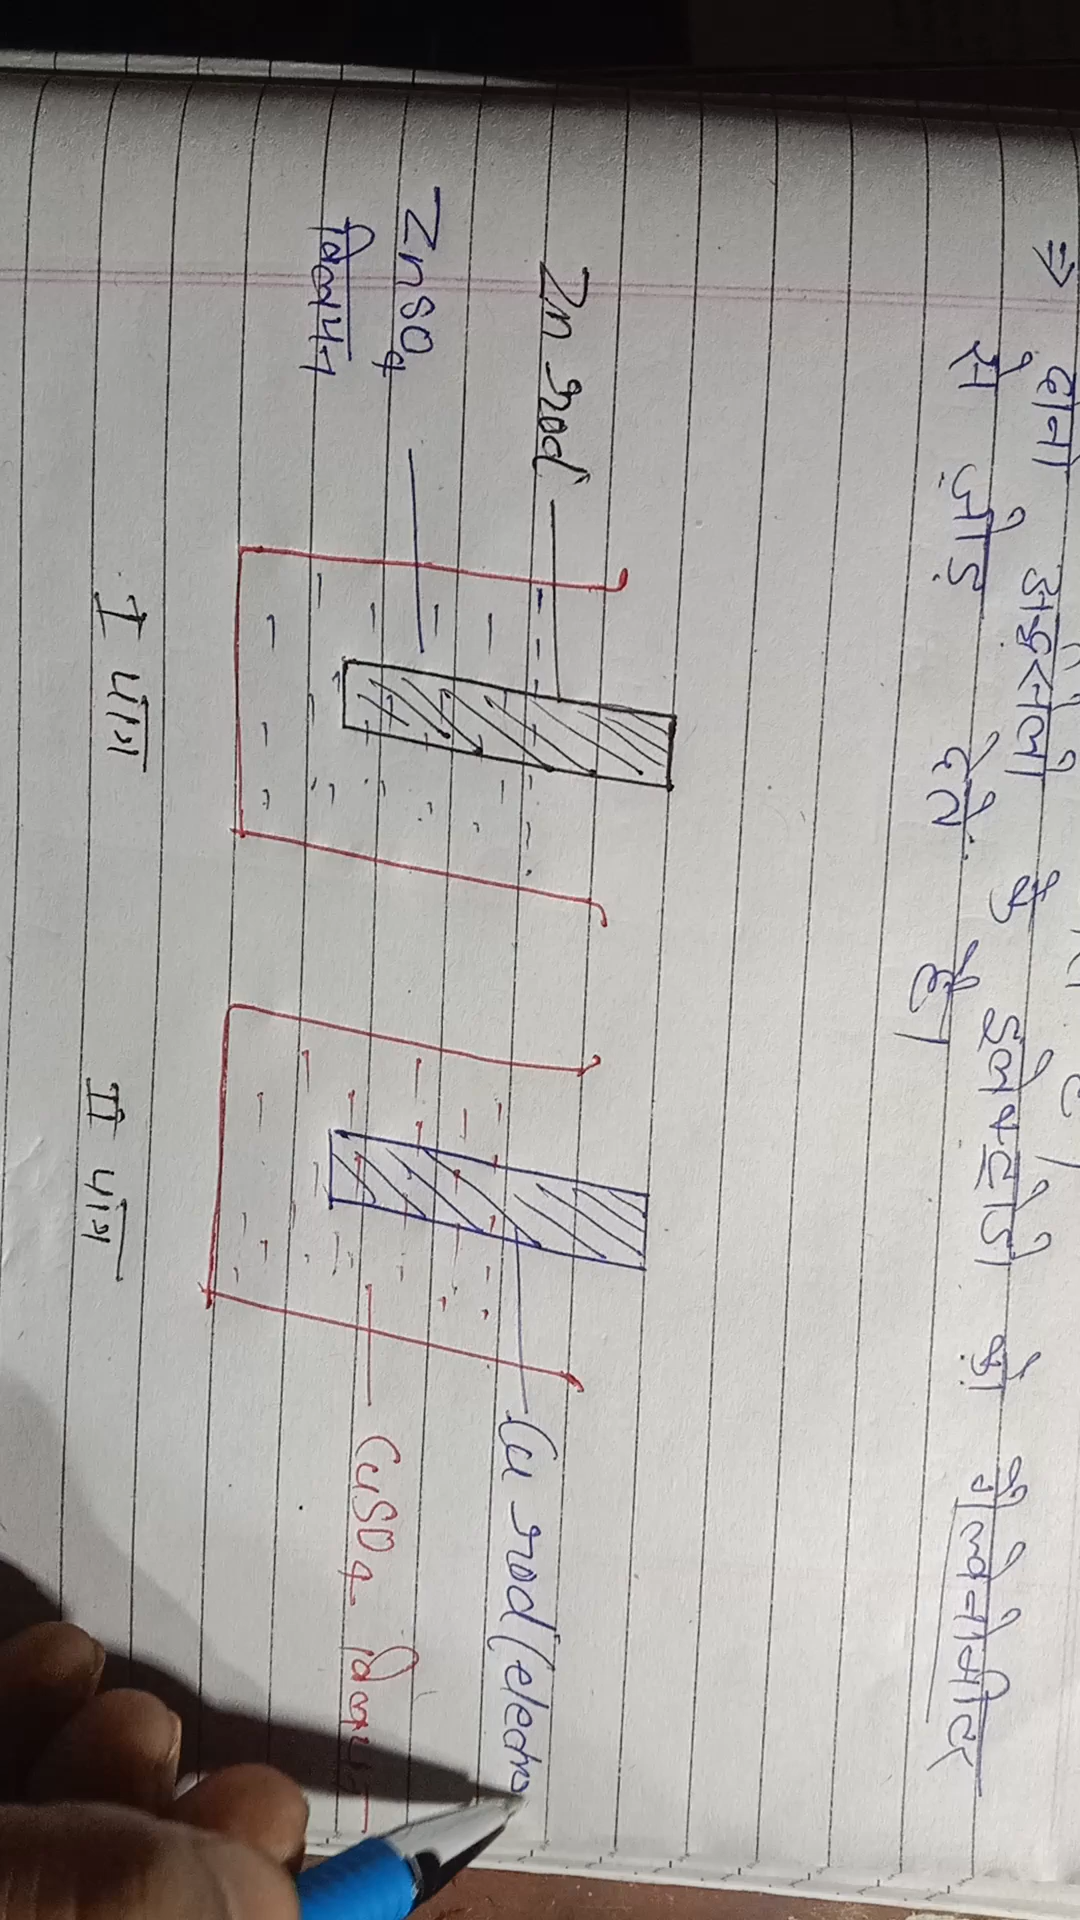 ⇒ दोनो अर्द्धसेलो के इलेक्ट्रोडो को गैल्वेनोमीटर
से जोड़ देते है।
Zn rod
Cu rod (electro
ZnSO4
विलयन
CuSO4 विलयन
I पात्र
II पात्र